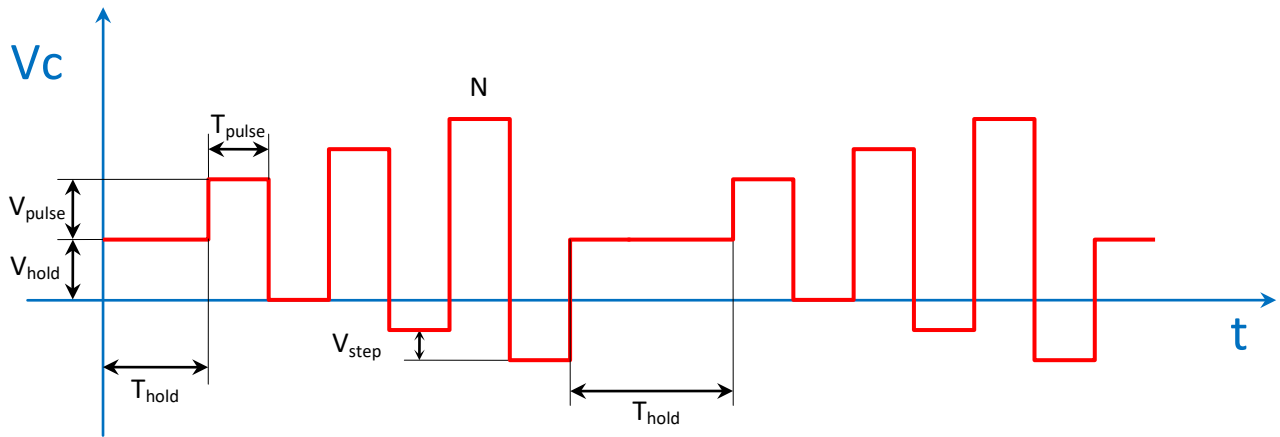 Vc
N
Tpulse
Vpulse
Vhold
Vstep
t
Thold
Thold